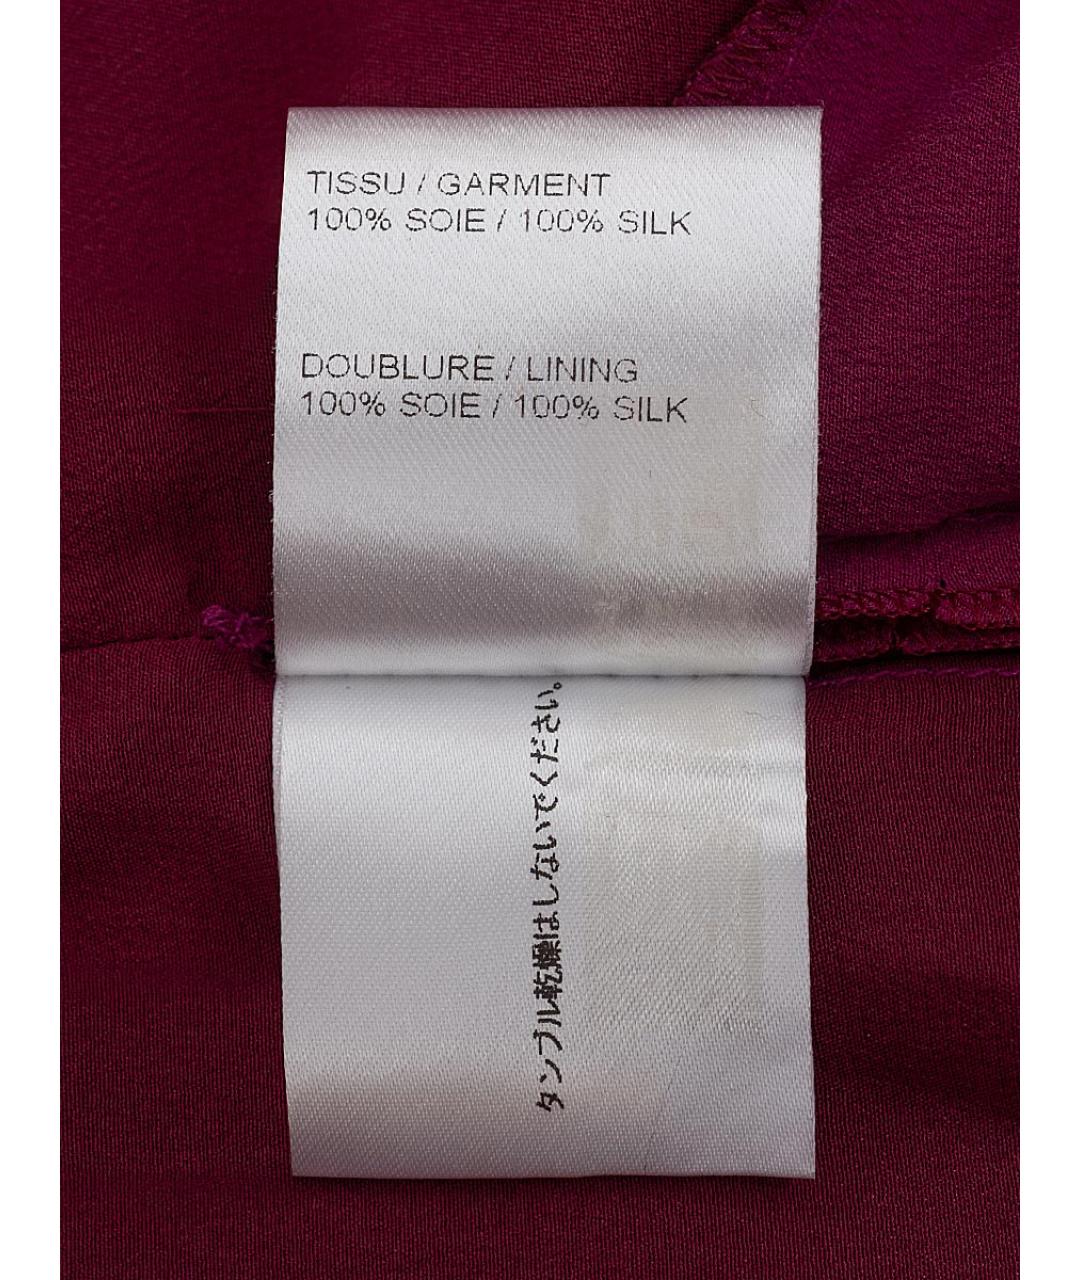 TISSU / GARMENT
100% SOIE / 100% SILK
DOUBLURE / LINING
100% SOIE / 100% SILK
タンブル乾燥はしないでください。